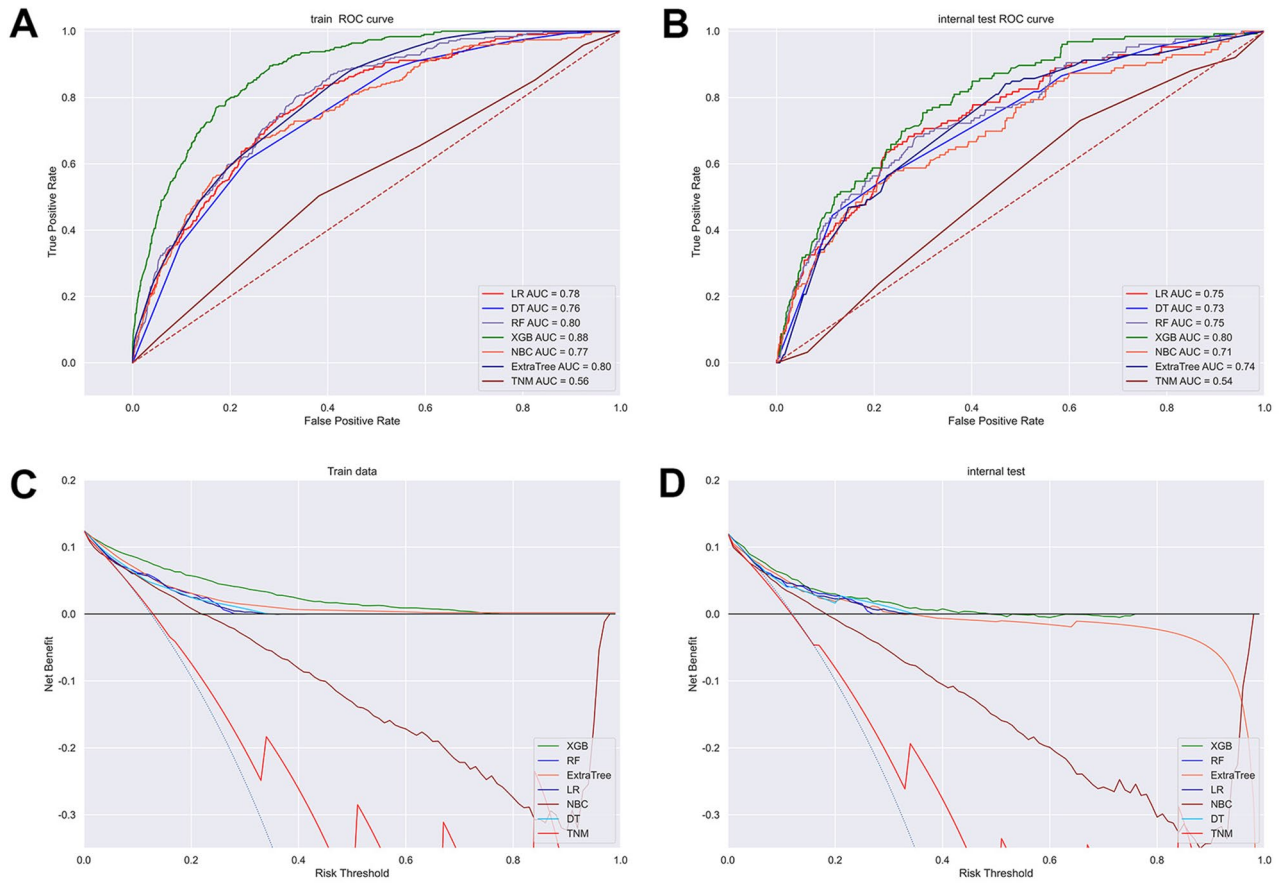 A
train ROC curve
1.0
0.8
0.6
0.4
0.2
0.0
True Positive Rate
LR AUC = 0.78
DT AUC = 0.76
RF AUC = 0.80
XGB AUC = 0.88
NBC AUC = 0.77
ExtraTree AUC = 0.80
TNM AUC = 0.56
0.0 0.2 0.4 0.6 0.8 1.0
False Positive Rate
B
internal test ROC curve
1.0
0.8
0.6
0.4
0.2
0.0
True Positive Rate
LR AUC = 0.75
DT AUC = 0.73
RF AUC = 0.75
XGB AUC = 0.80
NBC AUC = 0.71
ExtraTree AUC = 0.74
TNM AUC = 0.54
0.0 0.2 0.4 0.6 0.8 1.0
False Positive Rate
C
Train data
0.2
0.1
0.0
-0.1
-0.2
-0.3
Net Benefit
XGB
RF
ExtraTree
LR
NBC
DT
TNM
0.0 0.2 0.4 0.6 0.8 1.0
Risk Threshold
D
internal test
0.2
0.1
0.0
-0.1
-0.2
-0.3
Net Benefit
XGB
RF
ExtraTree
LR
NBC
DT
TNM
0.0 0.2 0.4 0.6 0.8 1.0
Risk Threshold